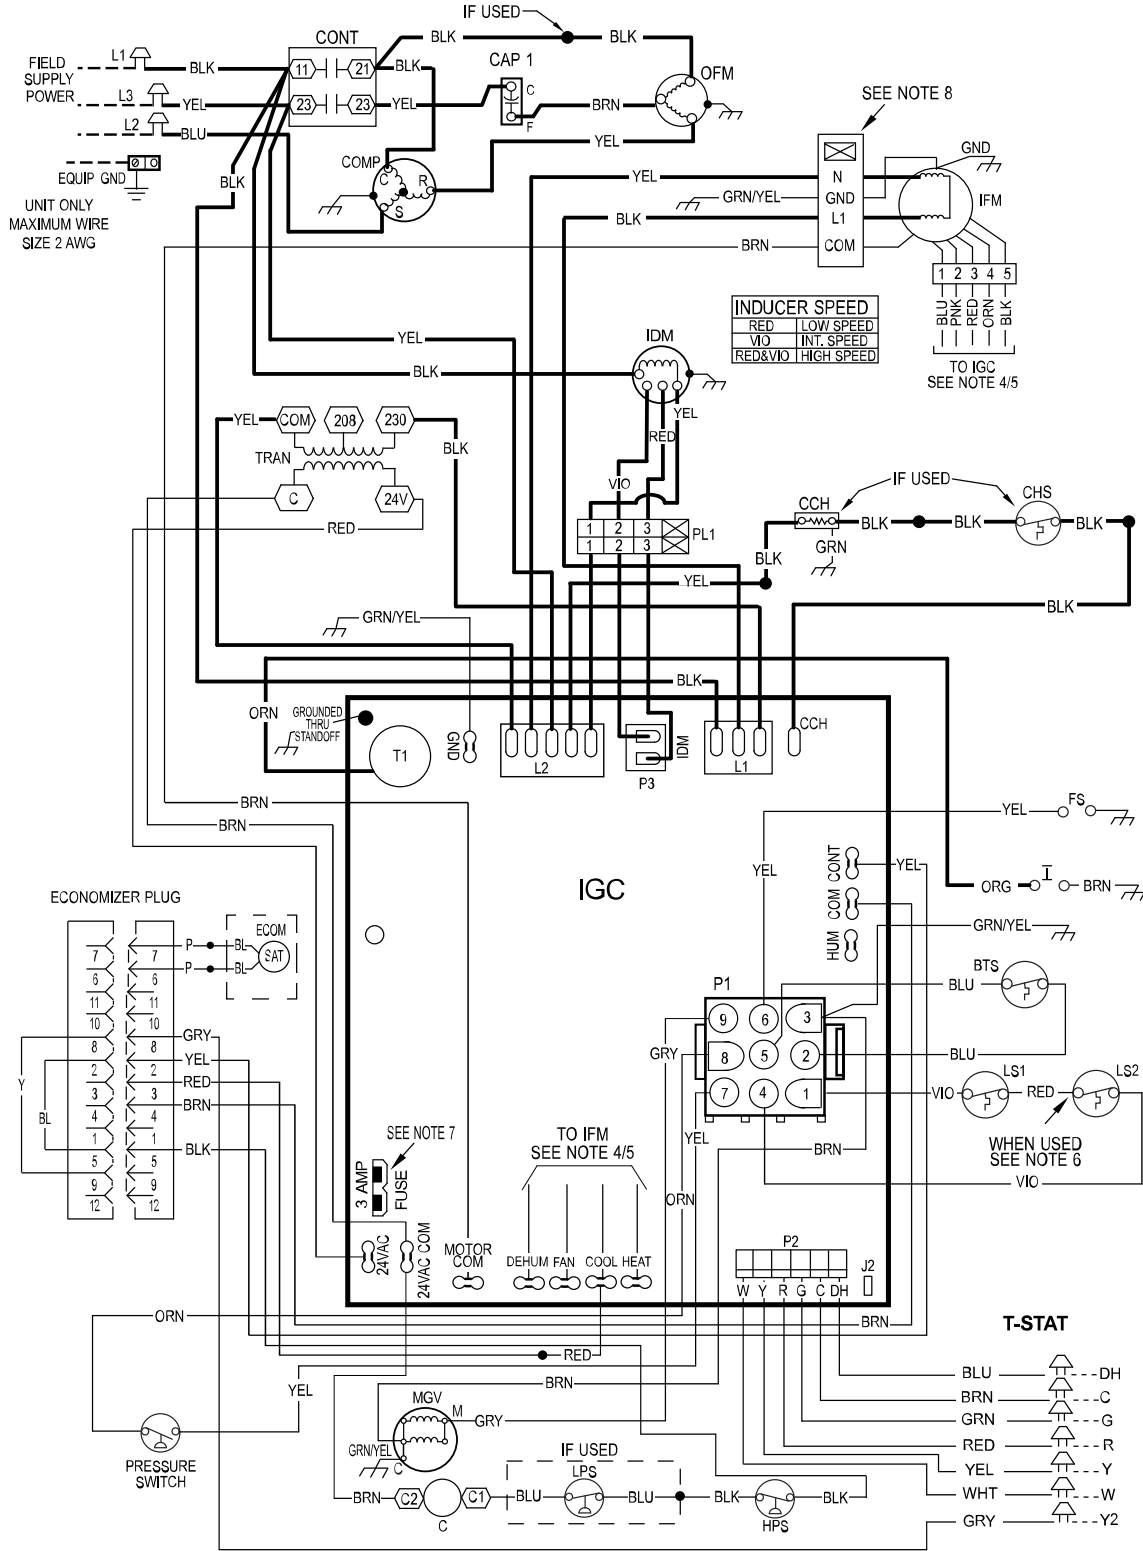 IF USED
CONT
BLK
BLK
FIELD
SUPPLY
POWER
L1
BLK
11
21
BLK
CAP 1
C
F
OFM
L3
YEL
23
23
YEL
BRN
SEE NOTE 8
L2
BLU
YEL
EQUIP GND
UNIT ONLY
MAXIMUM WIRE
SIZE 2 AWG
BLK
COMP
C
R
S
YEL
N
GND
GRN/YEL
GND
IFM
BLK
L1
BRN
COM
1 2 3 4 5
BLU
PNK
RED
ORN
BLK
TO IGC
SEE NOTE 4/5
INDUCER SPEED
RED LOW SPEED
VIO INT. SPEED
RED&VIO HIGH SPEED
YEL
IDM
BLK
YEL
RED
VIO
YEL
COM
208
230
TRAN
BLK
C
24V
RED
1 2 3
1 2 3
PL1
IF USED
CCH
CHS
BLK
BLK
BLK
GRN
BLK
YEL
BLK
GRN/YEL
BLK
ORN
GROUNDED
THRU
STANDOFF
T1
GND
L2
P3
IDM
L1
CCH
BRN
BRN
YEL
FS
YEL
CONT
YEL
ORG
I
BRN
COM
HUM
GRN/YEL
IGC
ECONOMIZER PLUG
ECOM
SAT
P
BL
P
BL
7
6
11
10
8
2
3
4
1
5
9
12
7
6
11
10
8
2
3
4
1
5
9
12
Y
BL
GRY
YEL
RED
BRN
BLK
P1
9 6 3
8 5 2
7 4 1
GRY
BTS
BLU
BLU
LS1
LS2
VIO
RED
WHEN USED
SEE NOTE 6
VIO
YEL
BRN
ORN
SEE NOTE 7
3 AMP
FUSE
TO IFM
SEE NOTE 4/5
24VAC
24VAC COM
MOTOR
COM
DEHUM
FAN
COOL
HEAT
P2
W Y R G C DH
J2
ORN
BRN
RED
YEL
BRN
PRESSURE
SWITCH
MGV
M
GRY
GRN/YEL
C
IF USED
LPS
BRN
C2
C1
C
BLU
BLU
BLK
HPS
BLK
T-STAT
BLU DH
BRN C
GRN G
RED R
YEL Y
WHT W
GRY Y2